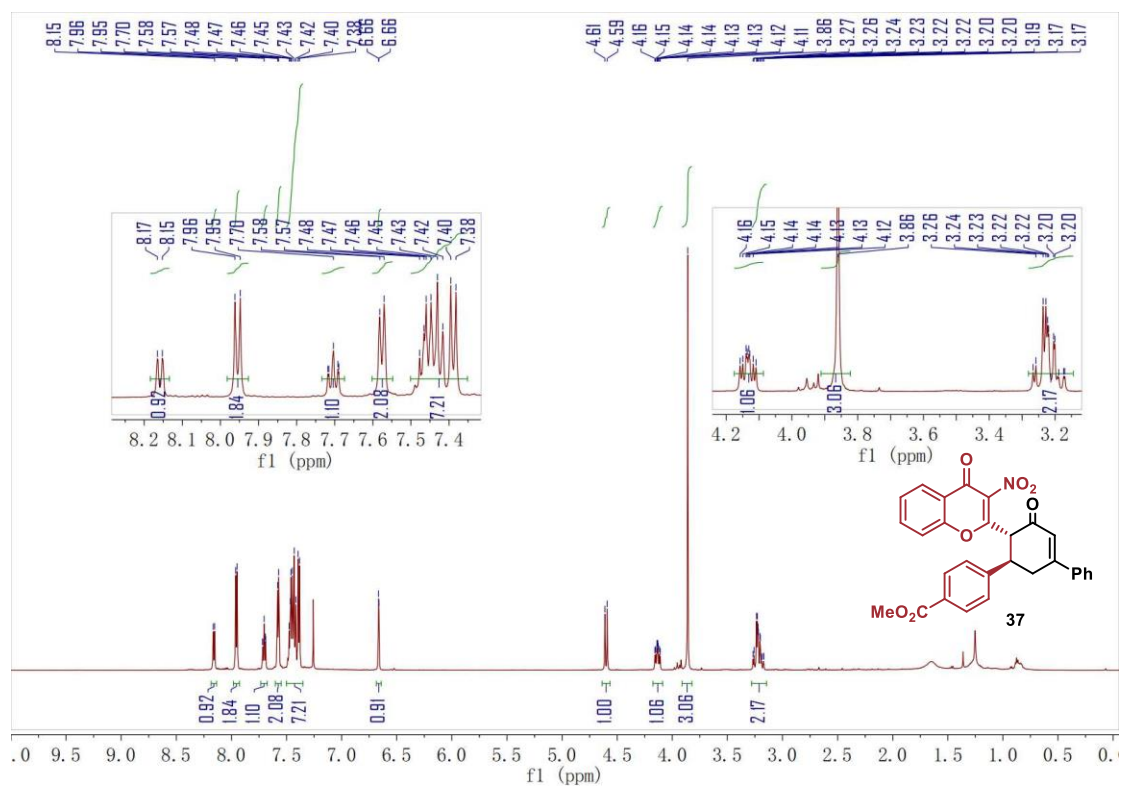 8.15 7.96 7.95 7.70 7.58 7.57 7.48 7.47 7.46 7.45 7.43 7.42 7.40 7.38 6.66 6.66
4.61 4.59 4.16 4.15 4.14 4.14 4.13 4.13 4.12 4.11 3.86 3.27 3.26 3.24 3.23 3.22 3.22 3.20 3.20 3.19 3.17 3.17
8.17 8.15 7.96 7.95 7.70 7.58 7.57 7.48 7.47 7.46 7.45 7.43 7.42 7.40 7.38
0.92 1.84 1.10 2.08 7.21
8.2 8.1 8.0 7.9 7.8 7.7 7.6 7.5 7.4
f1 (ppm)
4.16 4.15 4.14 4.14 4.13 4.13 4.12 3.86 3.26 3.24 3.23 3.22 3.22 3.20 3.20
1.06 3.06 2.17
4.2 4.0 3.8 3.6 3.4 3.2
f1 (ppm)
O
NO2
O
O
Ph
MeO2C
37
0.92 1.84 1.10 2.08 7.21 0.91 1.00 1.06 3.06 2.17
.0 9.5 9.0 8.5 8.0 7.5 7.0 6.5 6.0 5.5 5.0 4.5 4.0 3.5 3.0 2.5 2.0 1.5 1.0 0.5 0.
f1 (ppm)